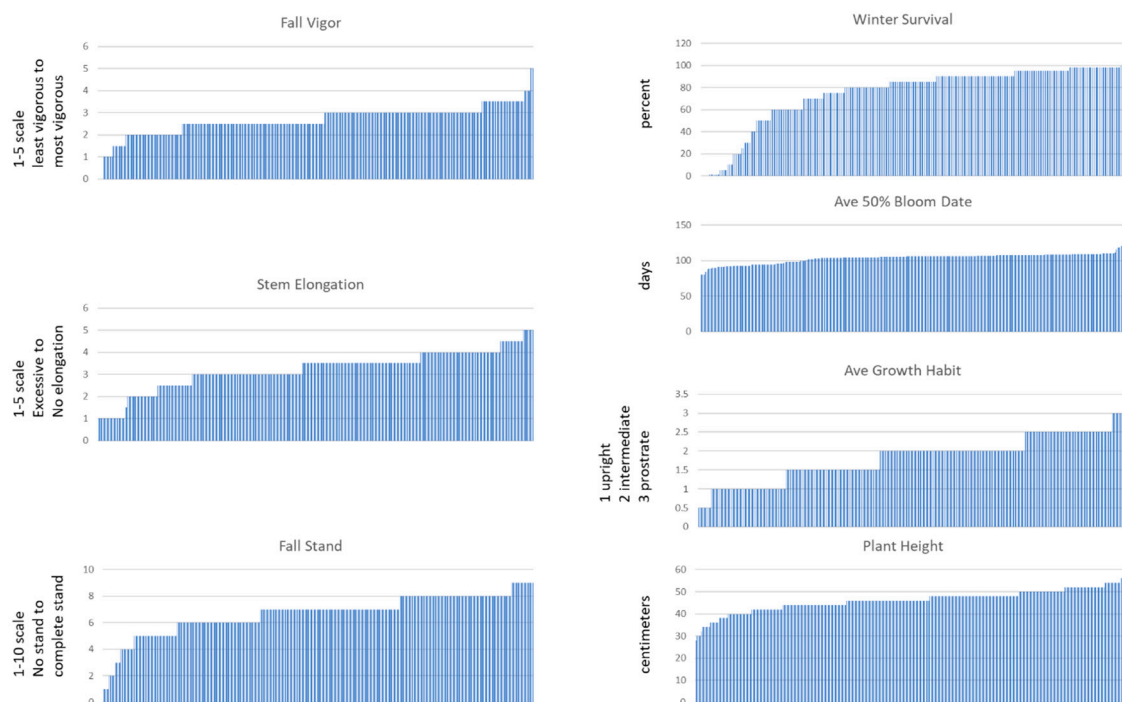 Fall Vigor
6
5
4
3
2
1
0
1-5 scale
least vigorous to
most vigorous
Stem Elongation
6
5
4
3
2
1
0
1-5 scale
Excessive to
No elongation
Fall Stand
10
8
6
4
2
0
1-10 scale
No stand to
complete stand
Winter Survival
120
100
80
60
40
20
0
percent
Ave 50% Bloom Date
150
100
50
0
days
Ave Growth Habit
3.5
3
2.5
2
1.5
1
0.5
0
1 upright
2 intermediate
3 prostrate
Plant Height
60
50
40
30
20
10
0
centimeters